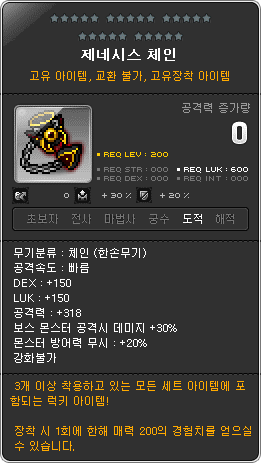 제네시스 체인
고유 아이템, 교환 불가, 고유장착 아이템
공격력 증가량
0
REQ LEV : 200
REQ STR : 000 REQ LUK : 600
REQ DEX : 000 REQ INT : 000
0 +30% +20%
초보자 전사 마법사 궁수 도적 해적
무기분류 : 체인 (한손무기)
공격속도 : 빠름
DEX : +150
LUK : +150
공격력 : +318
보스 몬스터 공격시 데미지 +30%
몬스터 방어력 무시 : +20%
강화불가
3개 이상 착용하고 있는 모든 세트 아이템에 포
함되는 럭키 아이템!
장착 시 1회에 한해 매력 200의 경험치를 얻으실
수 있습니다.